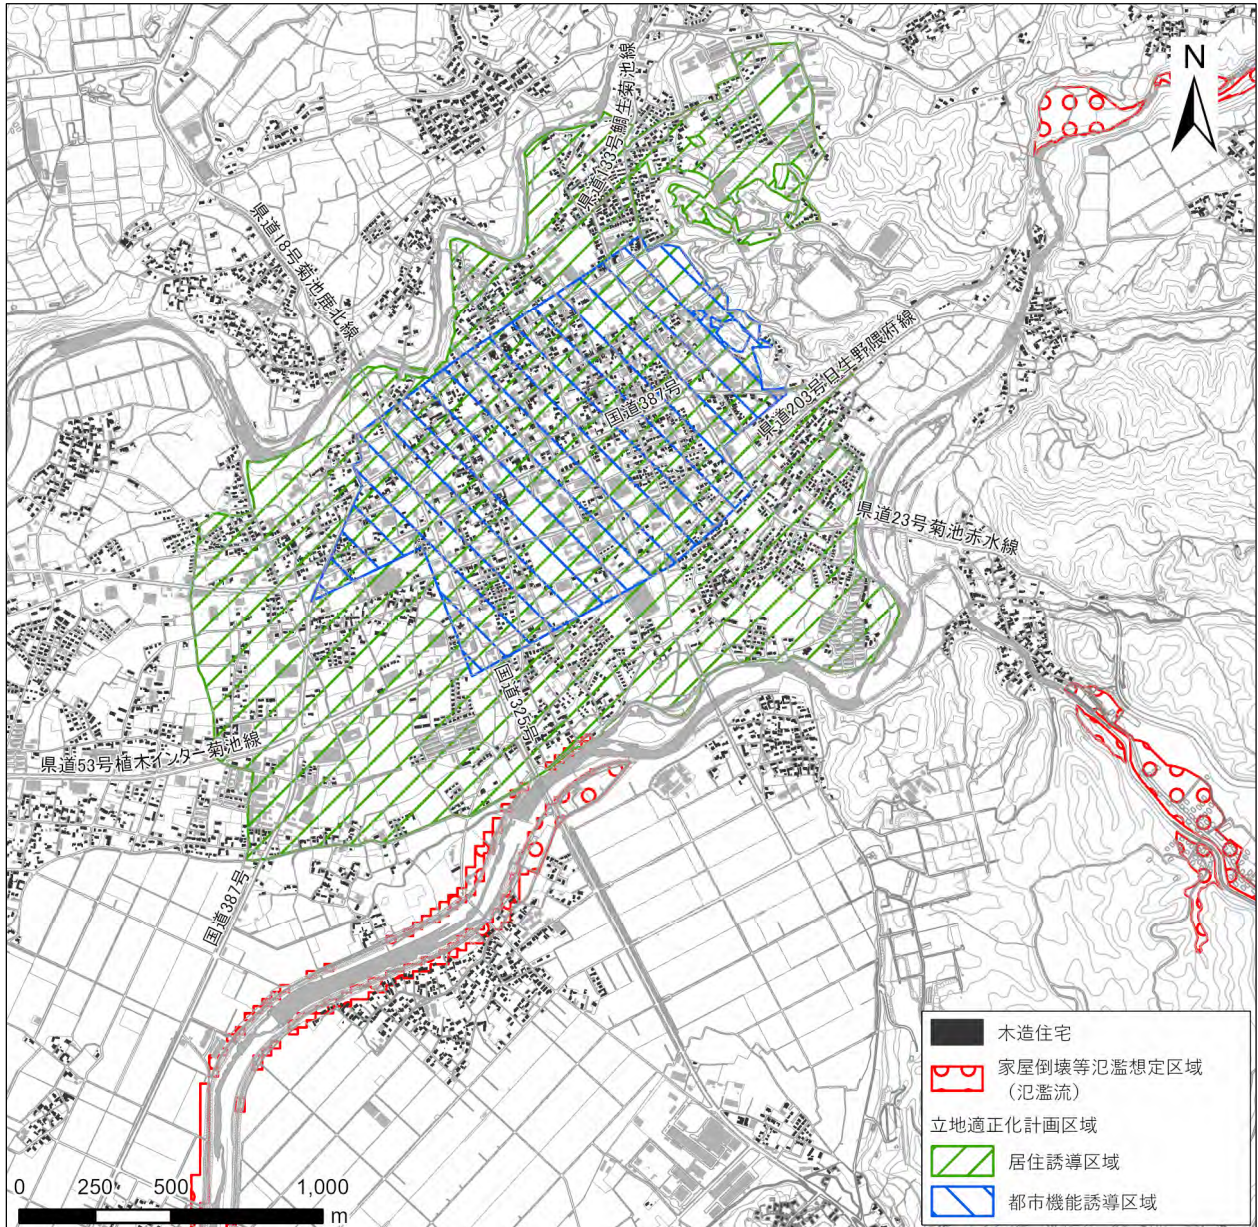 N
県道133号鯛生菊池線
県道18号菊池鹿北線
国道387号
県道203号日生野隈府線
県道23号菊池赤水線
国道325号
県道53号植木インター菊池線
国道387号
木造住宅
家屋倒壊等氾濫想定区域
（氾濫流）
立地適正化計画区域
居住誘導区域
都市機能誘導区域
0 250 500 1,000
m